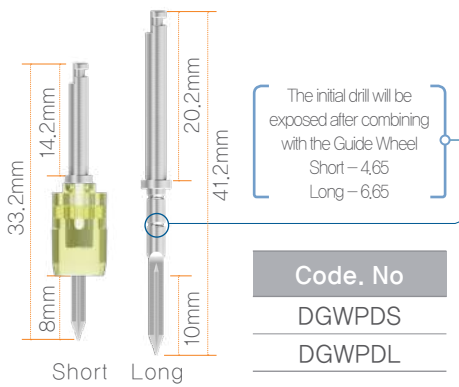 33.2mm
14.2mm
8mm
20.2mm
41.2mm
10mm
Short
Long
The initial drill will be
exposed after combining
with the Guide Wheel
Short – 4.65
Long – 6.65
Code. No
DGWPDS
DGWPDL